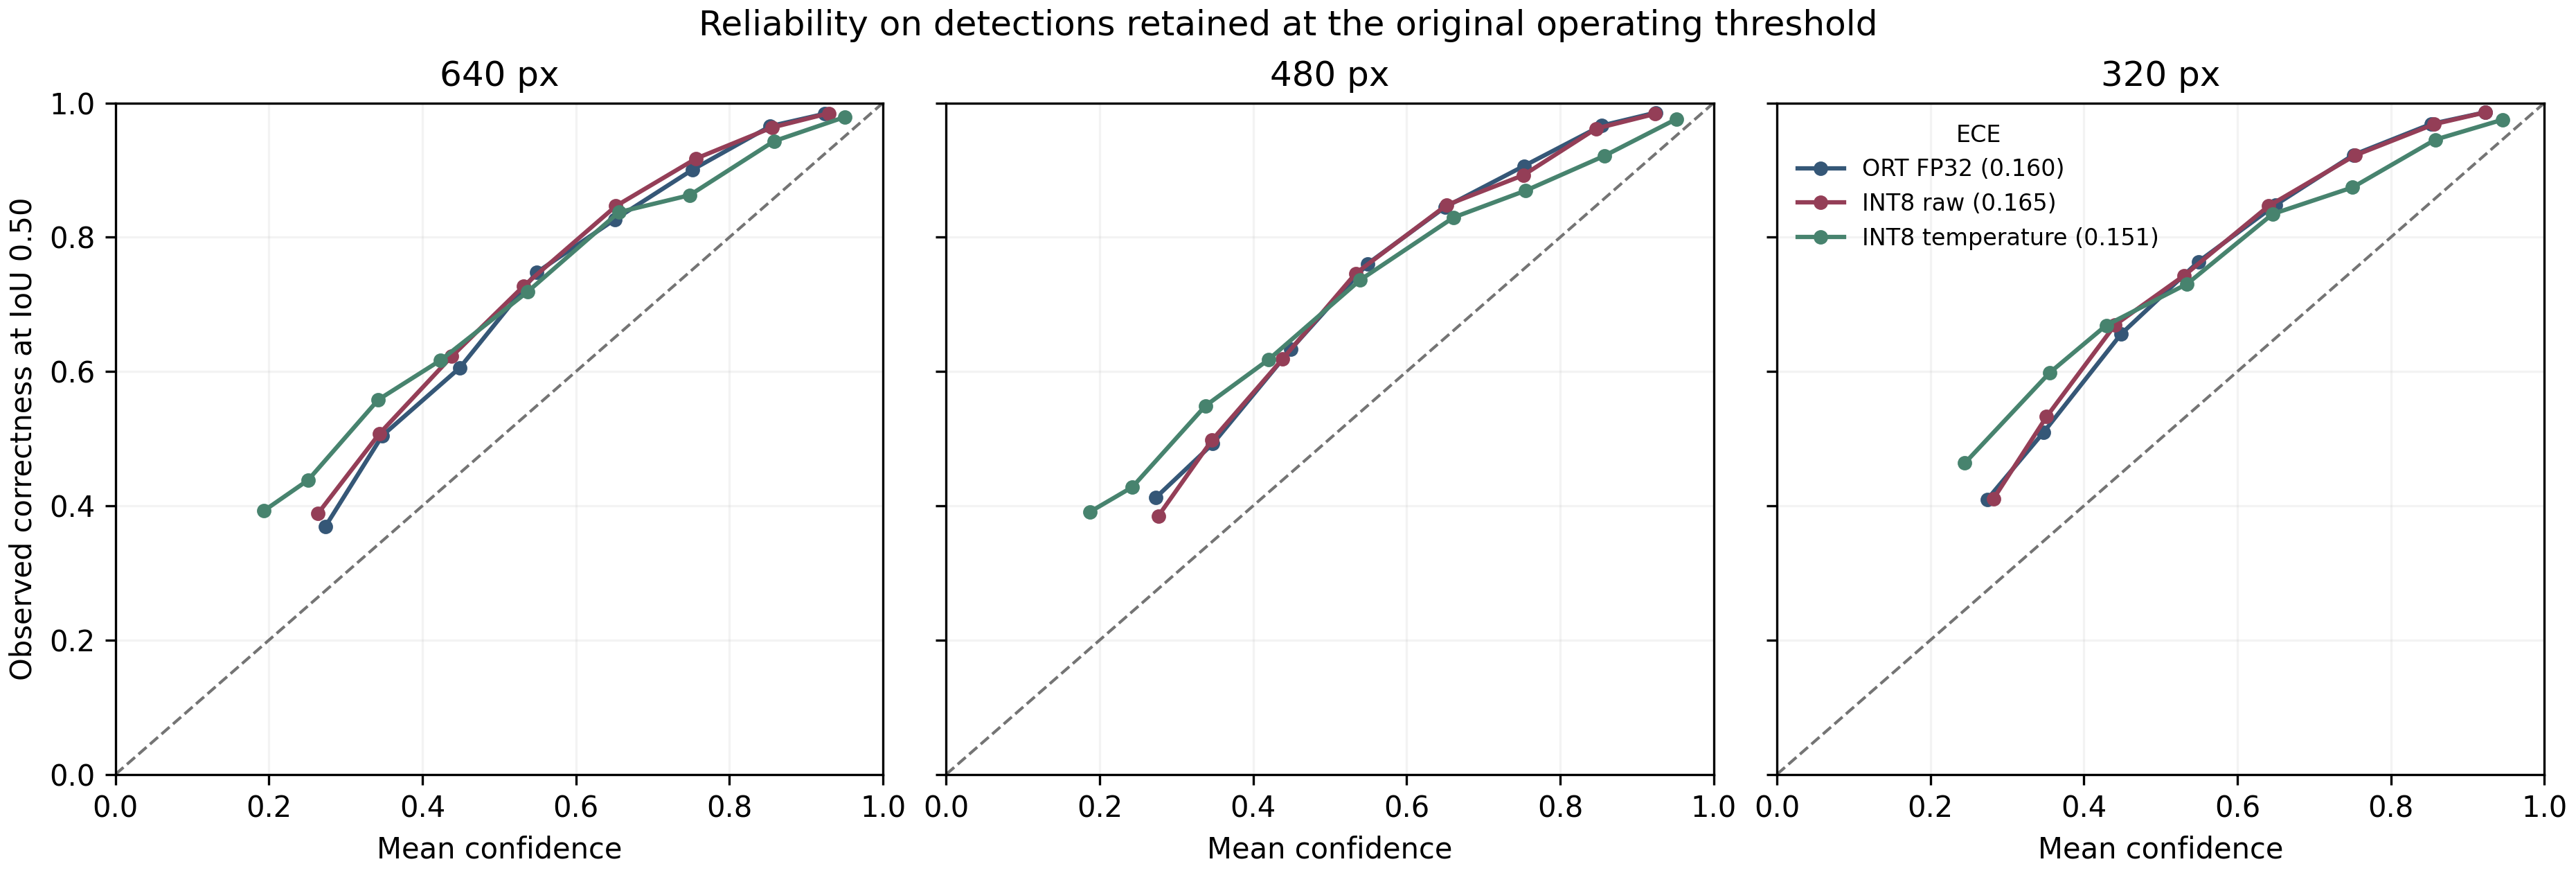 Reliability on detections retained at the original operating threshold
640 px
480 px
320 px
Observed correctness at IoU 0.50
1.0
0.8
0.6
0.4
0.2
0.0
ECE
ORT FP32 (0.160)
INT8 raw (0.165)
INT8 temperature (0.151)
0.0 0.2 0.4 0.6 0.8 1.0
0.0 0.2 0.4 0.6 0.8 1.0
0.0 0.2 0.4 0.6 0.8 1.0
Mean confidence
Mean confidence
Mean confidence